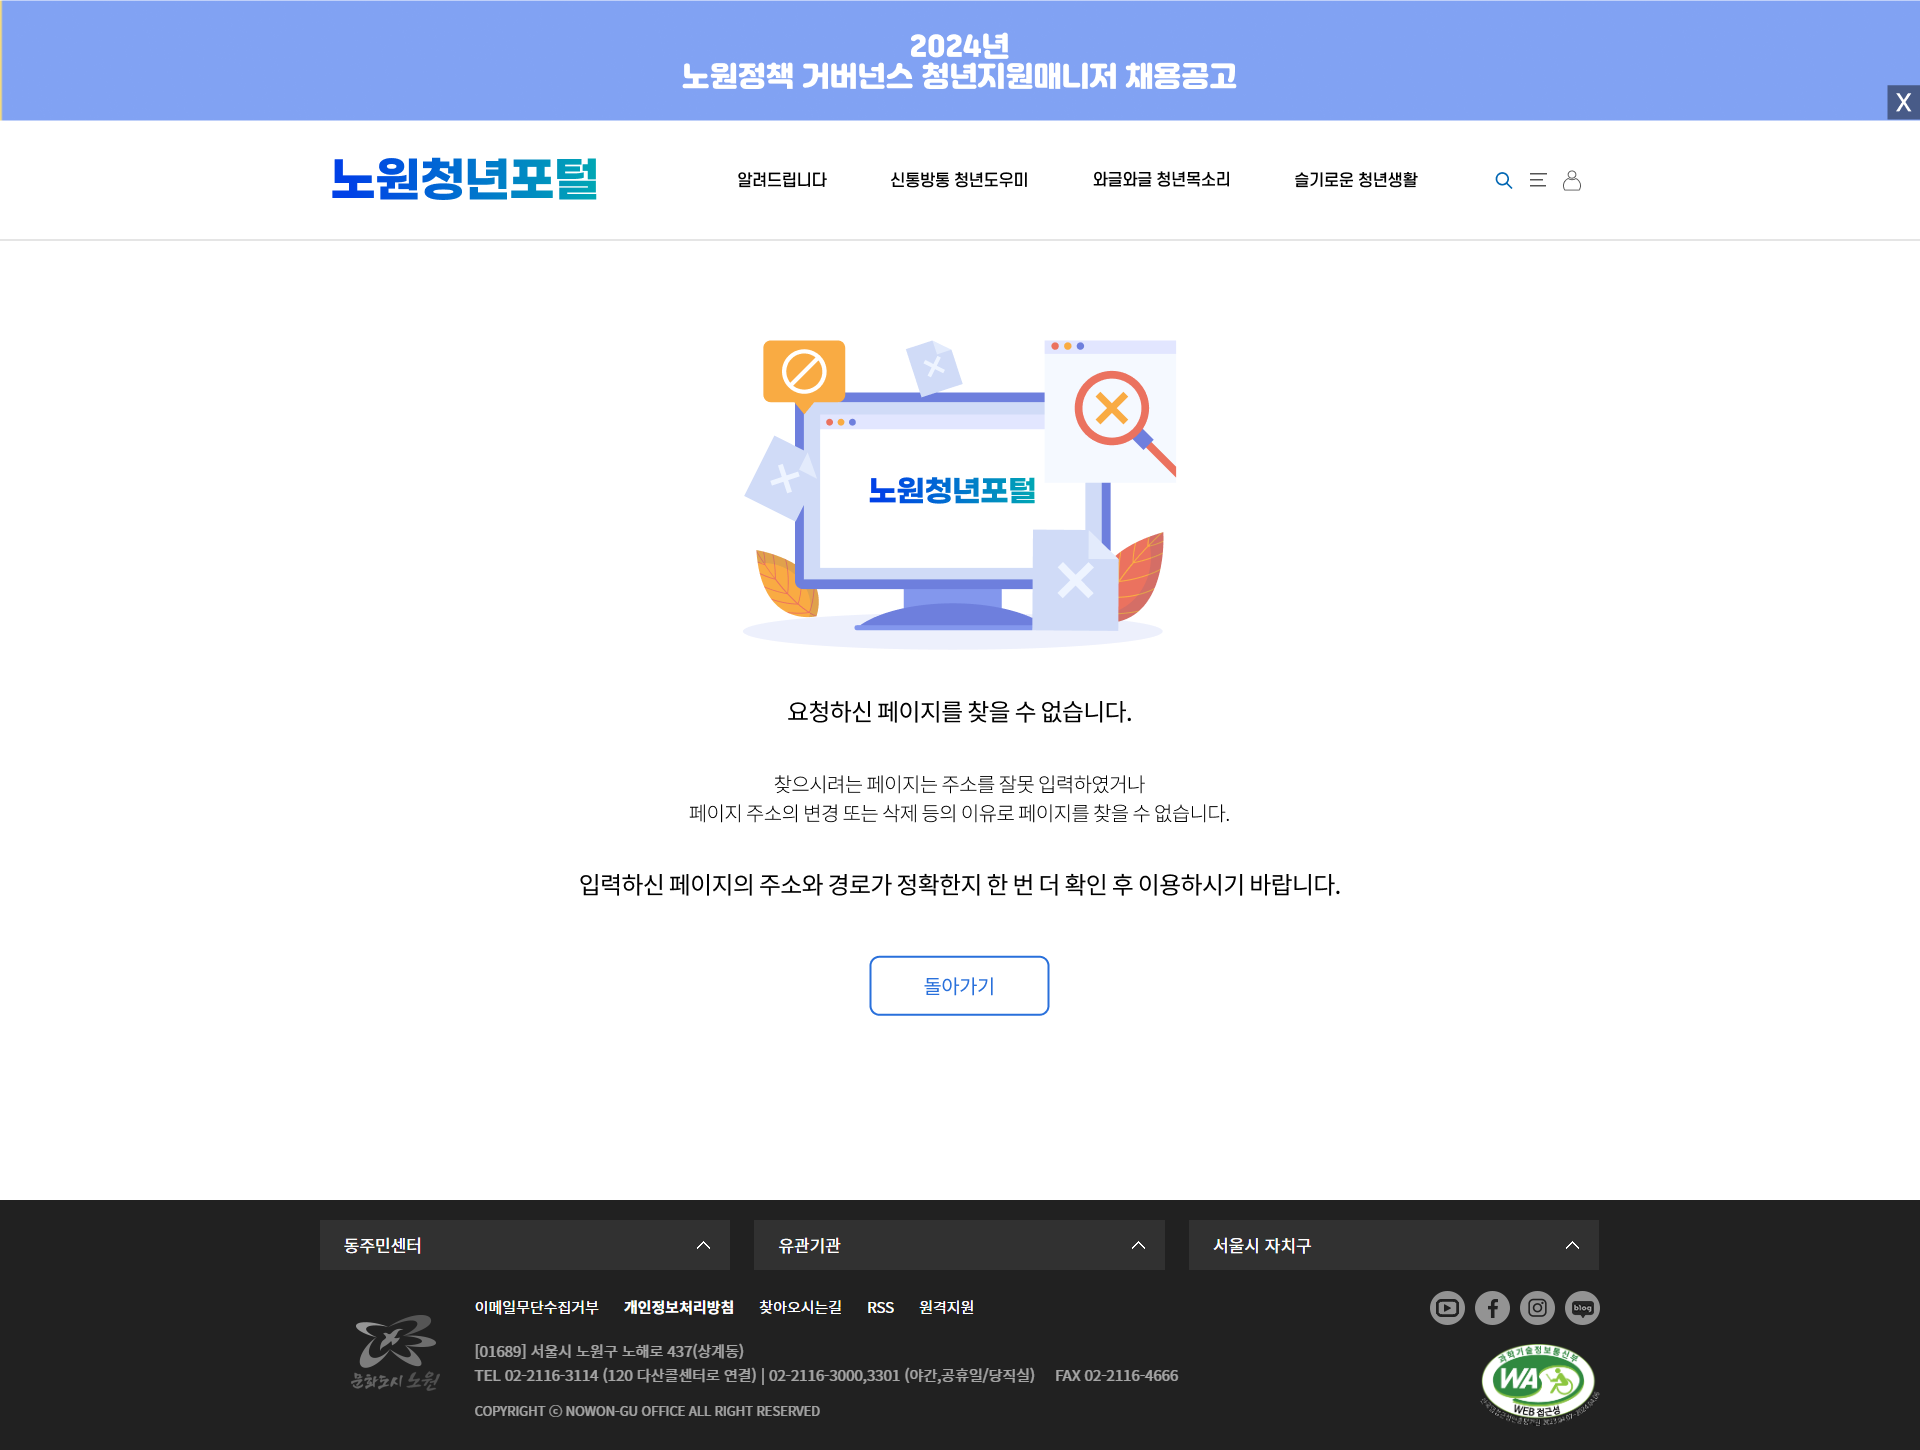 2024년
노원정책 거버넌스 청년지원매니저 채용공고
X
노원청년포털
알려드립니다
신통방통 청년도우미
와글와글 청년목소리
슬기로운 청년생활
노원청년포털
요청하신 페이지를 찾을 수 없습니다.
찾으시려는 페이지는 주소를 잘못 입력하였거나
페이지 주소의 변경 또는 삭제 등의 이유로 페이지를 찾을 수 없습니다.
입력하신 페이지의 주소와 경로가 정확한지 한 번 더 확인 후 이용하시기 바랍니다.
돌아가기
동주민센터
유관기관
서울시 자치구
이메일무단수집거부 개인정보처리방침 찾아오시는길 RSS 원격지원
blog
문화도시 노원
[01689] 서울시 노원구 노해로 437(상계동)
TEL 02-2116-3114 (120 다산콜센터로 연결) | 02-2116-3000,3301 (야간,공휴일/당직실) FAX 02-2116-4666
COPYRIGHT ⓒ NOWON-GU OFFICE ALL RIGHT RESERVED
과학기술정보통신부
WA
WEB 접근성